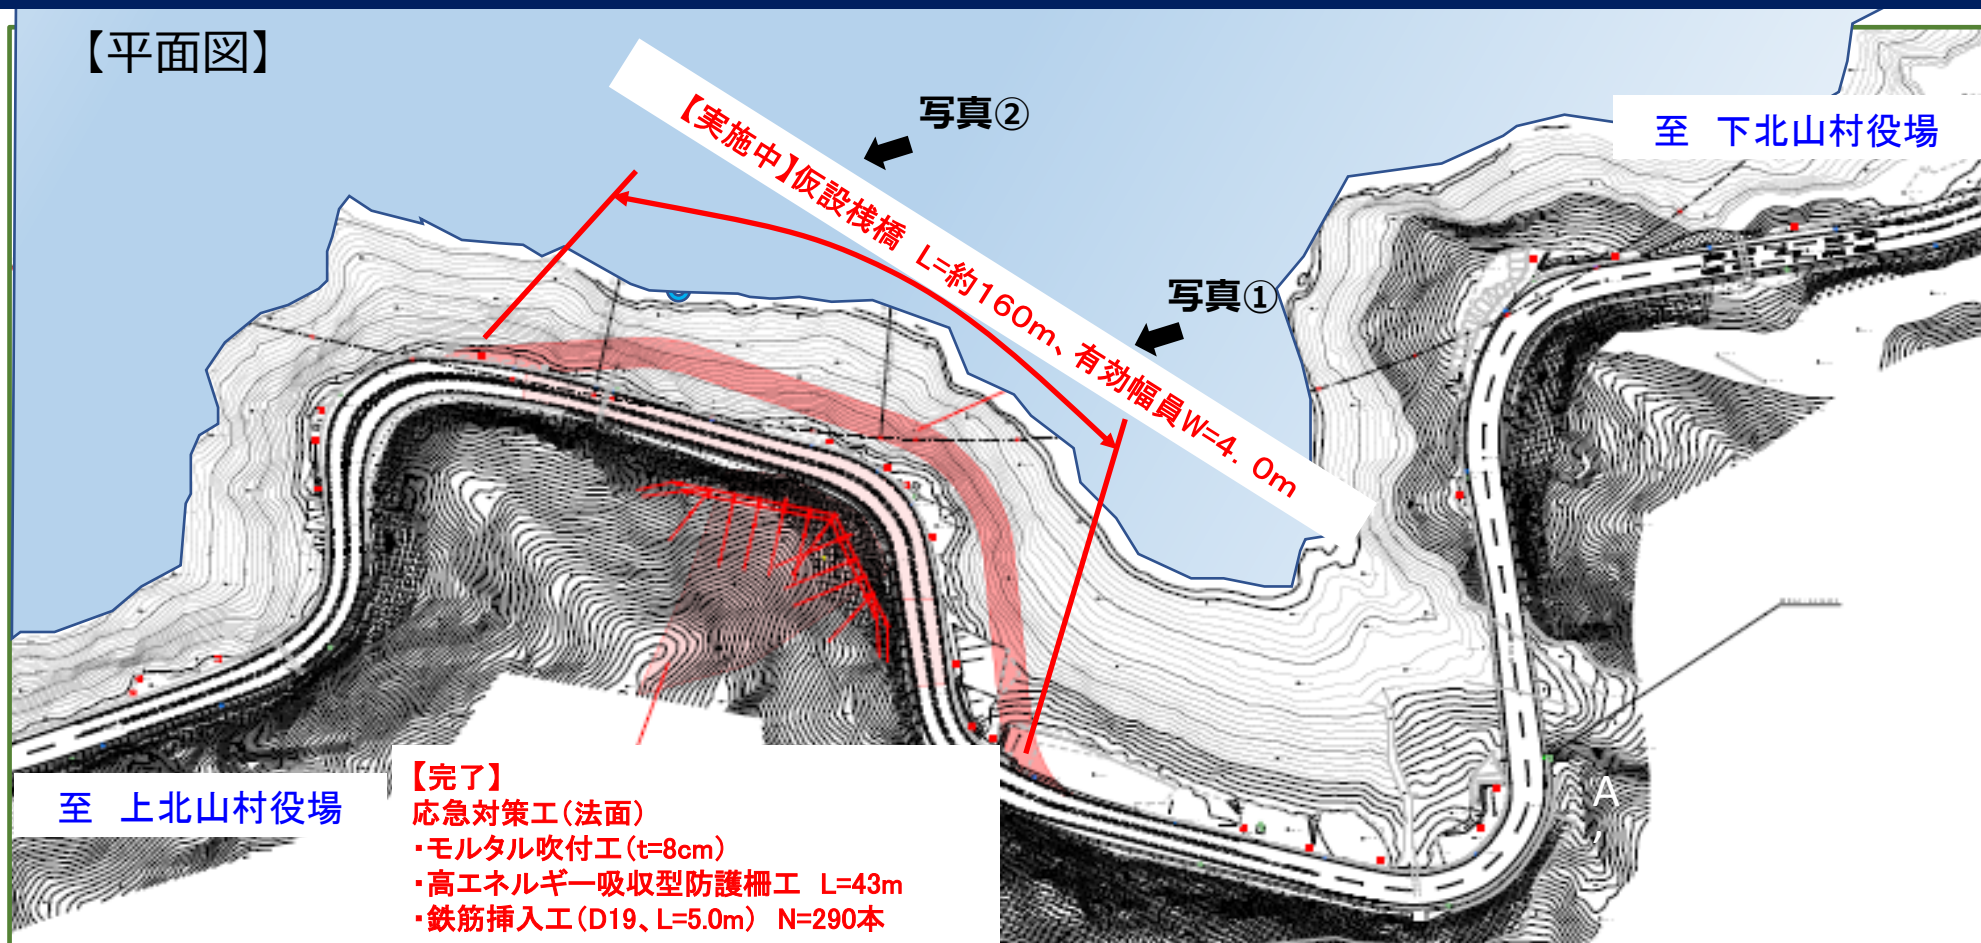 【平面図】
写真②
【実施中】仮設桟橋　L=約160m、有効幅員W=4．0m
写真①
至　下北山村役場
至　上北山村役場
【完了】
応急対策工（法面）
・モルタル吹付工（t=8cm）
・高エネルギー吸収型防護柵工　L=43m
・鉄筋挿入工（D19、L=5.0m）　N=290本
A